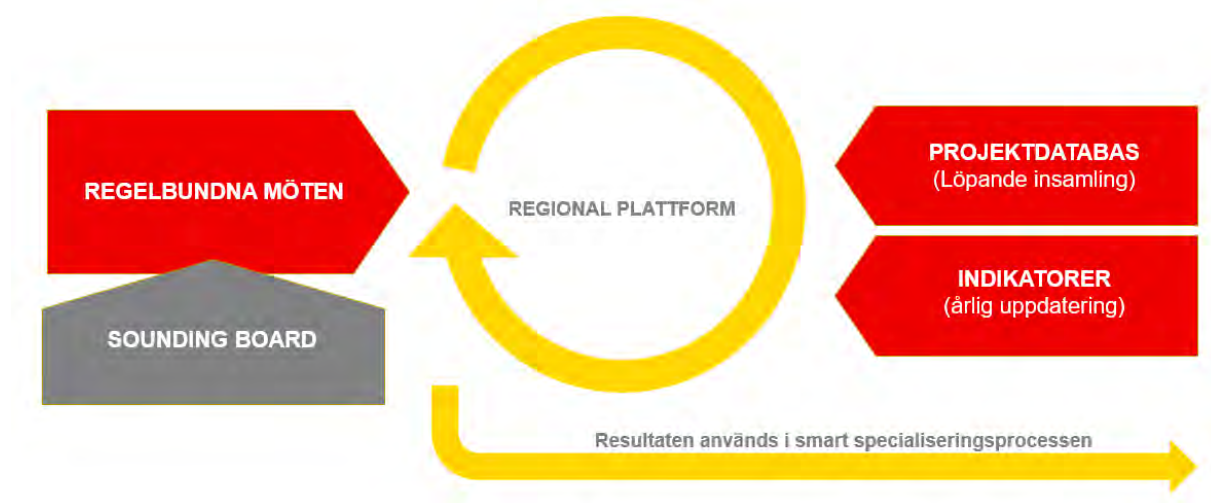 REGELBUNDNA MÖTEN
SOUNDING BOARD
REGIONAL PLATTFORM
PROJEKTDATABAS
(Löpande insamling)
INDIKATORER
(årlig uppdatering)
Resultaten används i smart specialiseringsprocessen